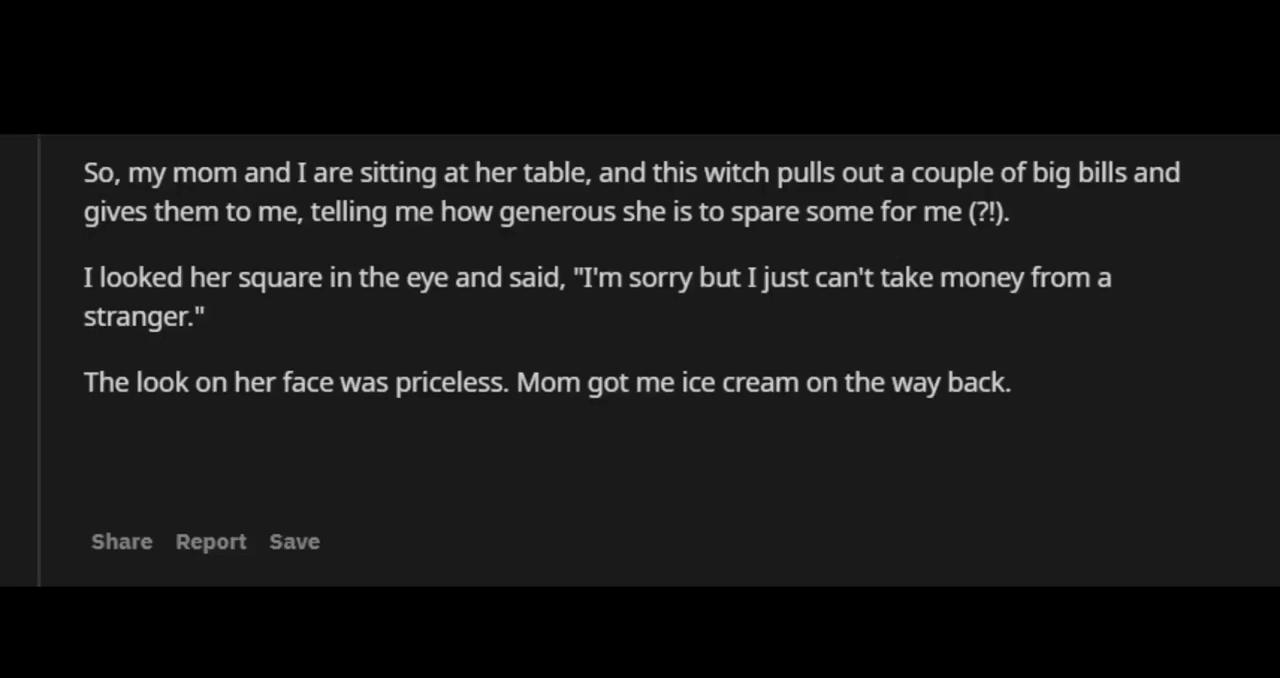 So, my mom and I are sitting at her table, and this witch pulls out a couple of big bills and
gives them to me, telling me how generous she is to spare some for me (?!).
I looked her square in the eye and said, "I'm sorry but I just can't take money from a
stranger."
The look on her face was priceless. Mom got me ice cream on the way back.
Share Report Save